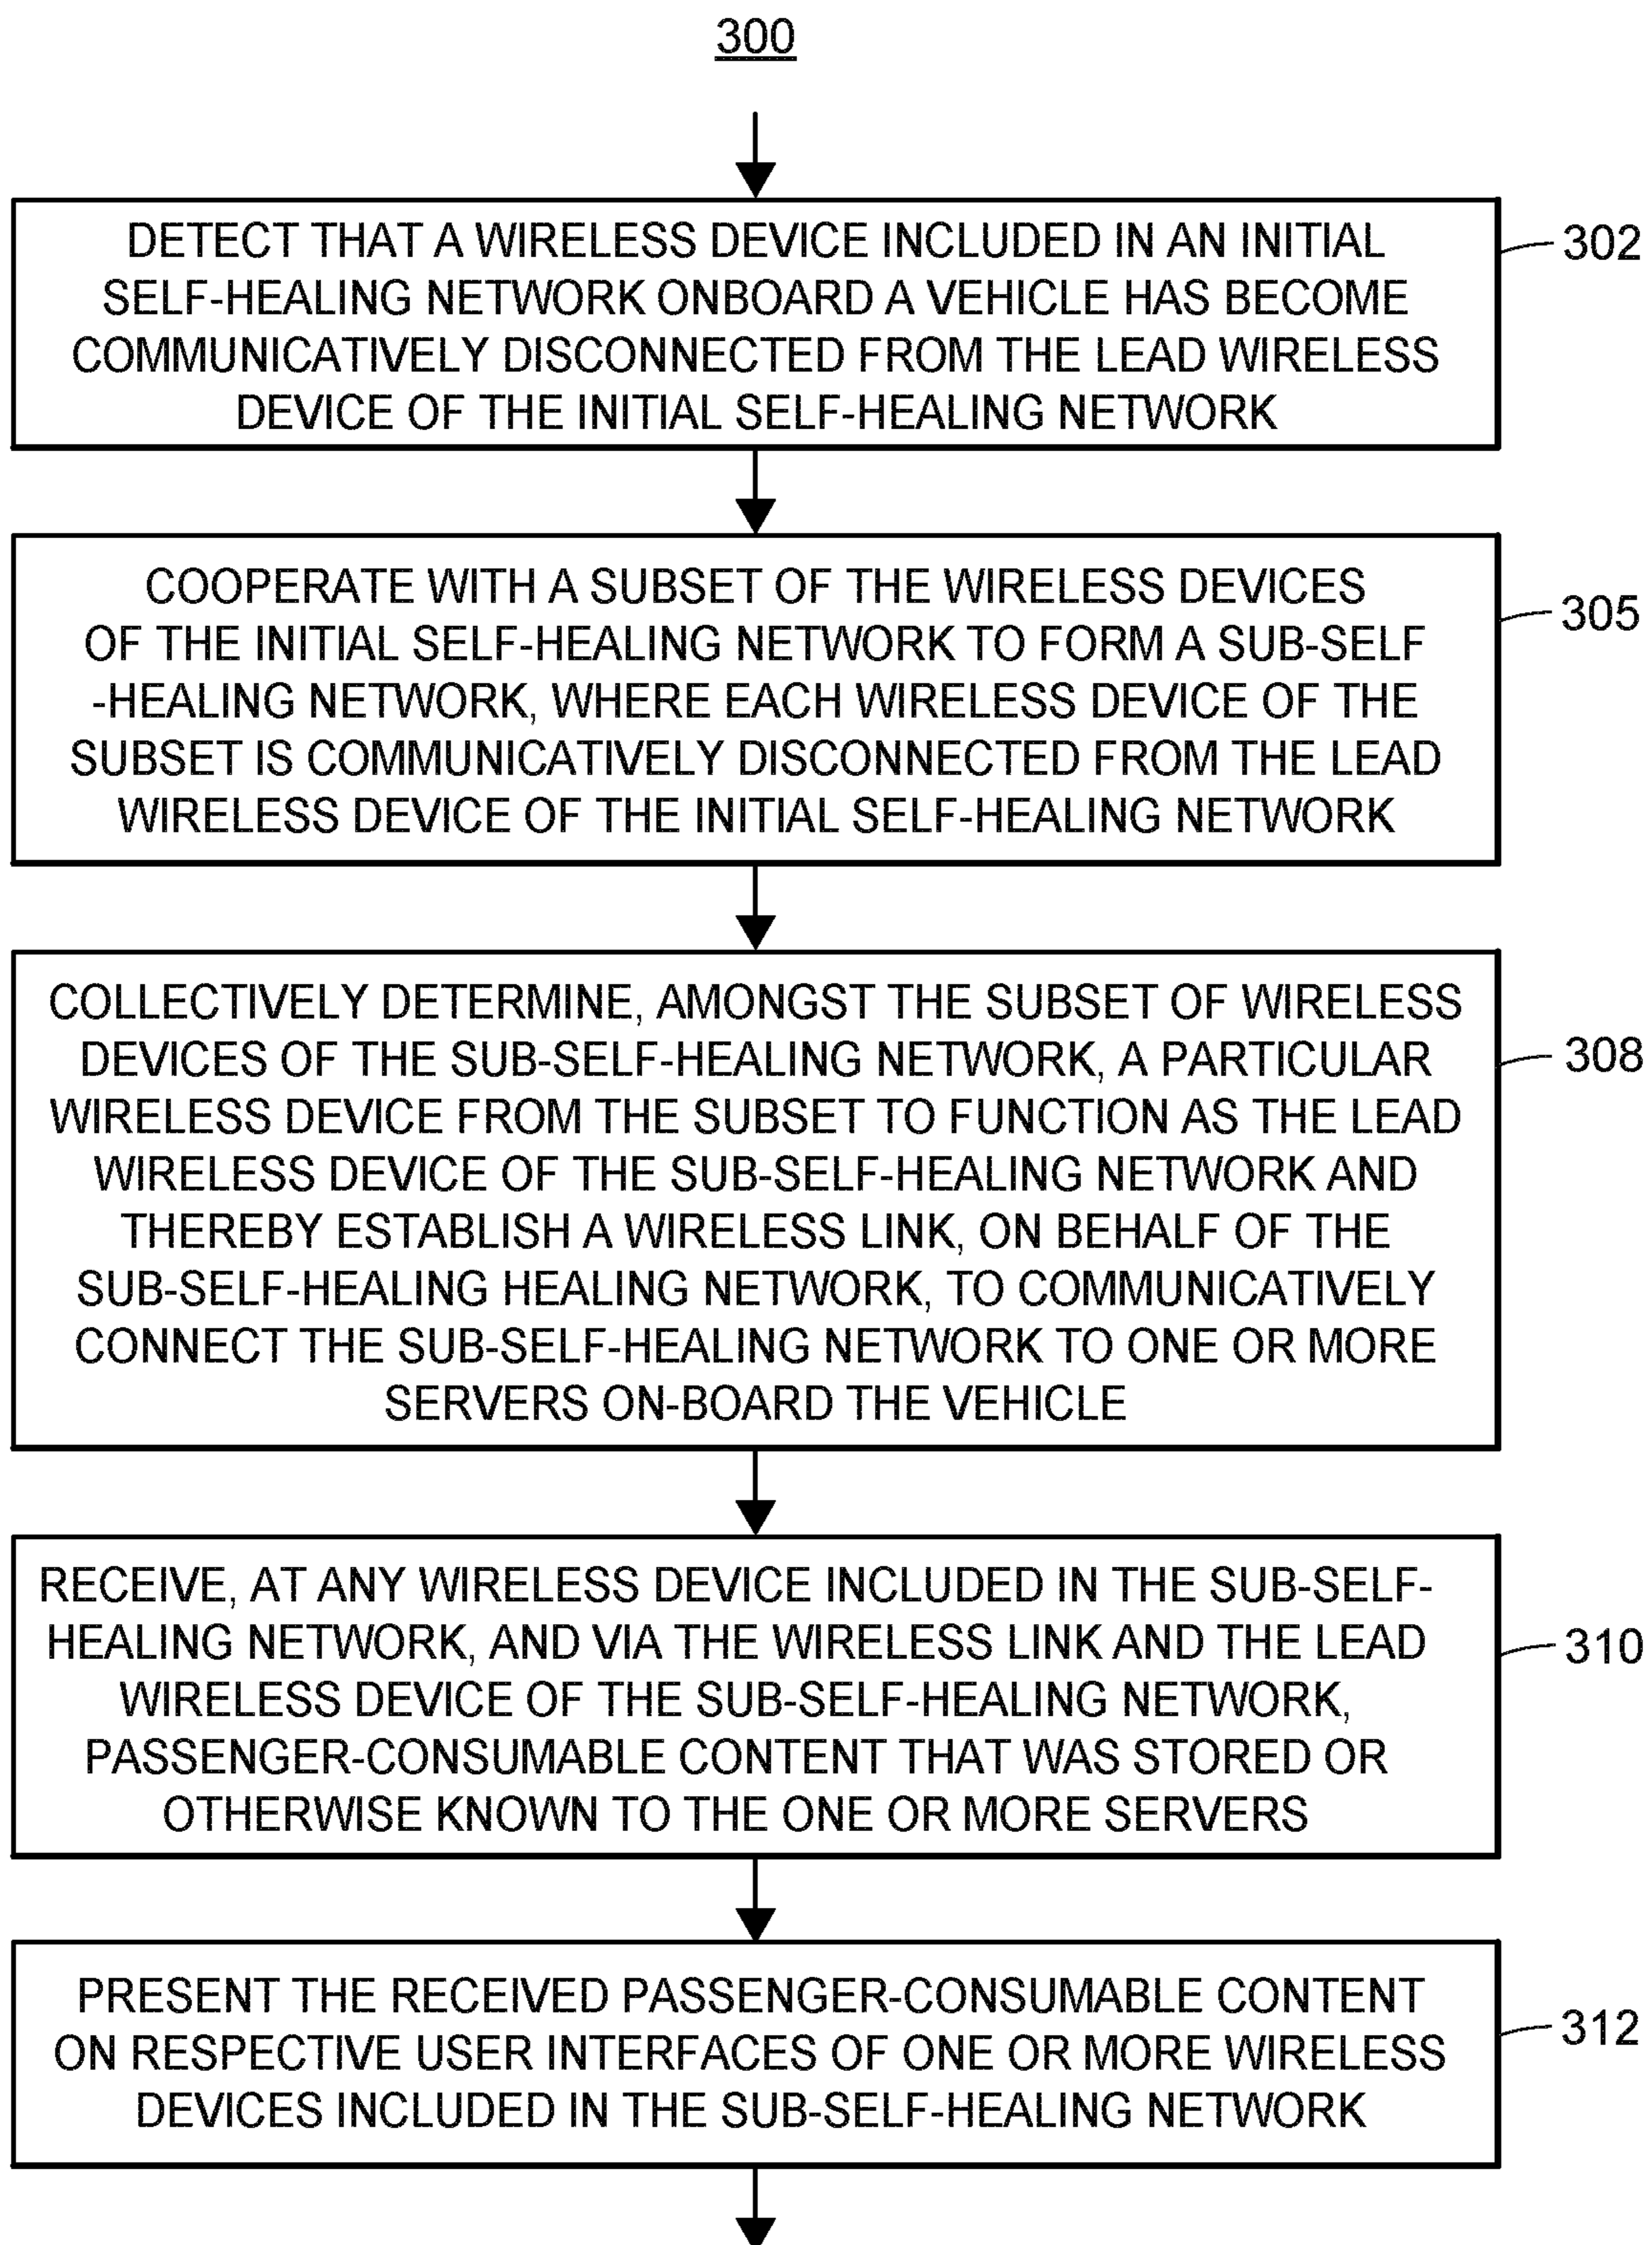 300
DETECT THAT A WIRELESS DEVICE INCLUDED IN AN INITIAL
SELF-HEALING NETWORK ONBOARD A VEHICLE HAS BECOME
COMMUNICATIVELY DISCONNECTED FROM THE LEAD WIRELESS
DEVICE OF THE INITIAL SELF-HEALING NETWORK
302
COOPERATE WITH A SUBSET OF THE WIRELESS DEVICES
OF THE INITIAL SELF-HEALING NETWORK TO FORM A SUB-SELF
-HEALING NETWORK, WHERE EACH WIRELESS DEVICE OF THE
SUBSET IS COMMUNICATIVELY DISCONNECTED FROM THE LEAD
WIRELESS DEVICE OF THE INITIAL SELF-HEALING NETWORK
305
COLLECTIVELY DETERMINE, AMONGST THE SUBSET OF WIRELESS
DEVICES OF THE SUB-SELF-HEALING NETWORK, A PARTICULAR
WIRELESS DEVICE FROM THE SUBSET TO FUNCTION AS THE LEAD
WIRELESS DEVICE OF THE SUB-SELF-HEALING NETWORK AND
THEREBY ESTABLISH A WIRELESS LINK, ON BEHALF OF THE
SUB-SELF-HEALING HEALING NETWORK, TO COMMUNICATIVELY
CONNECT THE SUB-SELF-HEALING NETWORK TO ONE OR MORE
SERVERS ON-BOARD THE VEHICLE
308
RECEIVE, AT ANY WIRELESS DEVICE INCLUDED IN THE SUB-SELF-
HEALING NETWORK, AND VIA THE WIRELESS LINK AND THE LEAD
WIRELESS DEVICE OF THE SUB-SELF-HEALING NETWORK,
PASSENGER-CONSUMABLE CONTENT THAT WAS STORED OR
OTHERWISE KNOWN TO THE ONE OR MORE SERVERS
310
PRESENT THE RECEIVED PASSENGER-CONSUMABLE CONTENT
ON RESPECTIVE USER INTERFACES OF ONE OR MORE WIRELESS
DEVICES INCLUDED IN THE SUB-SELF-HEALING NETWORK
312